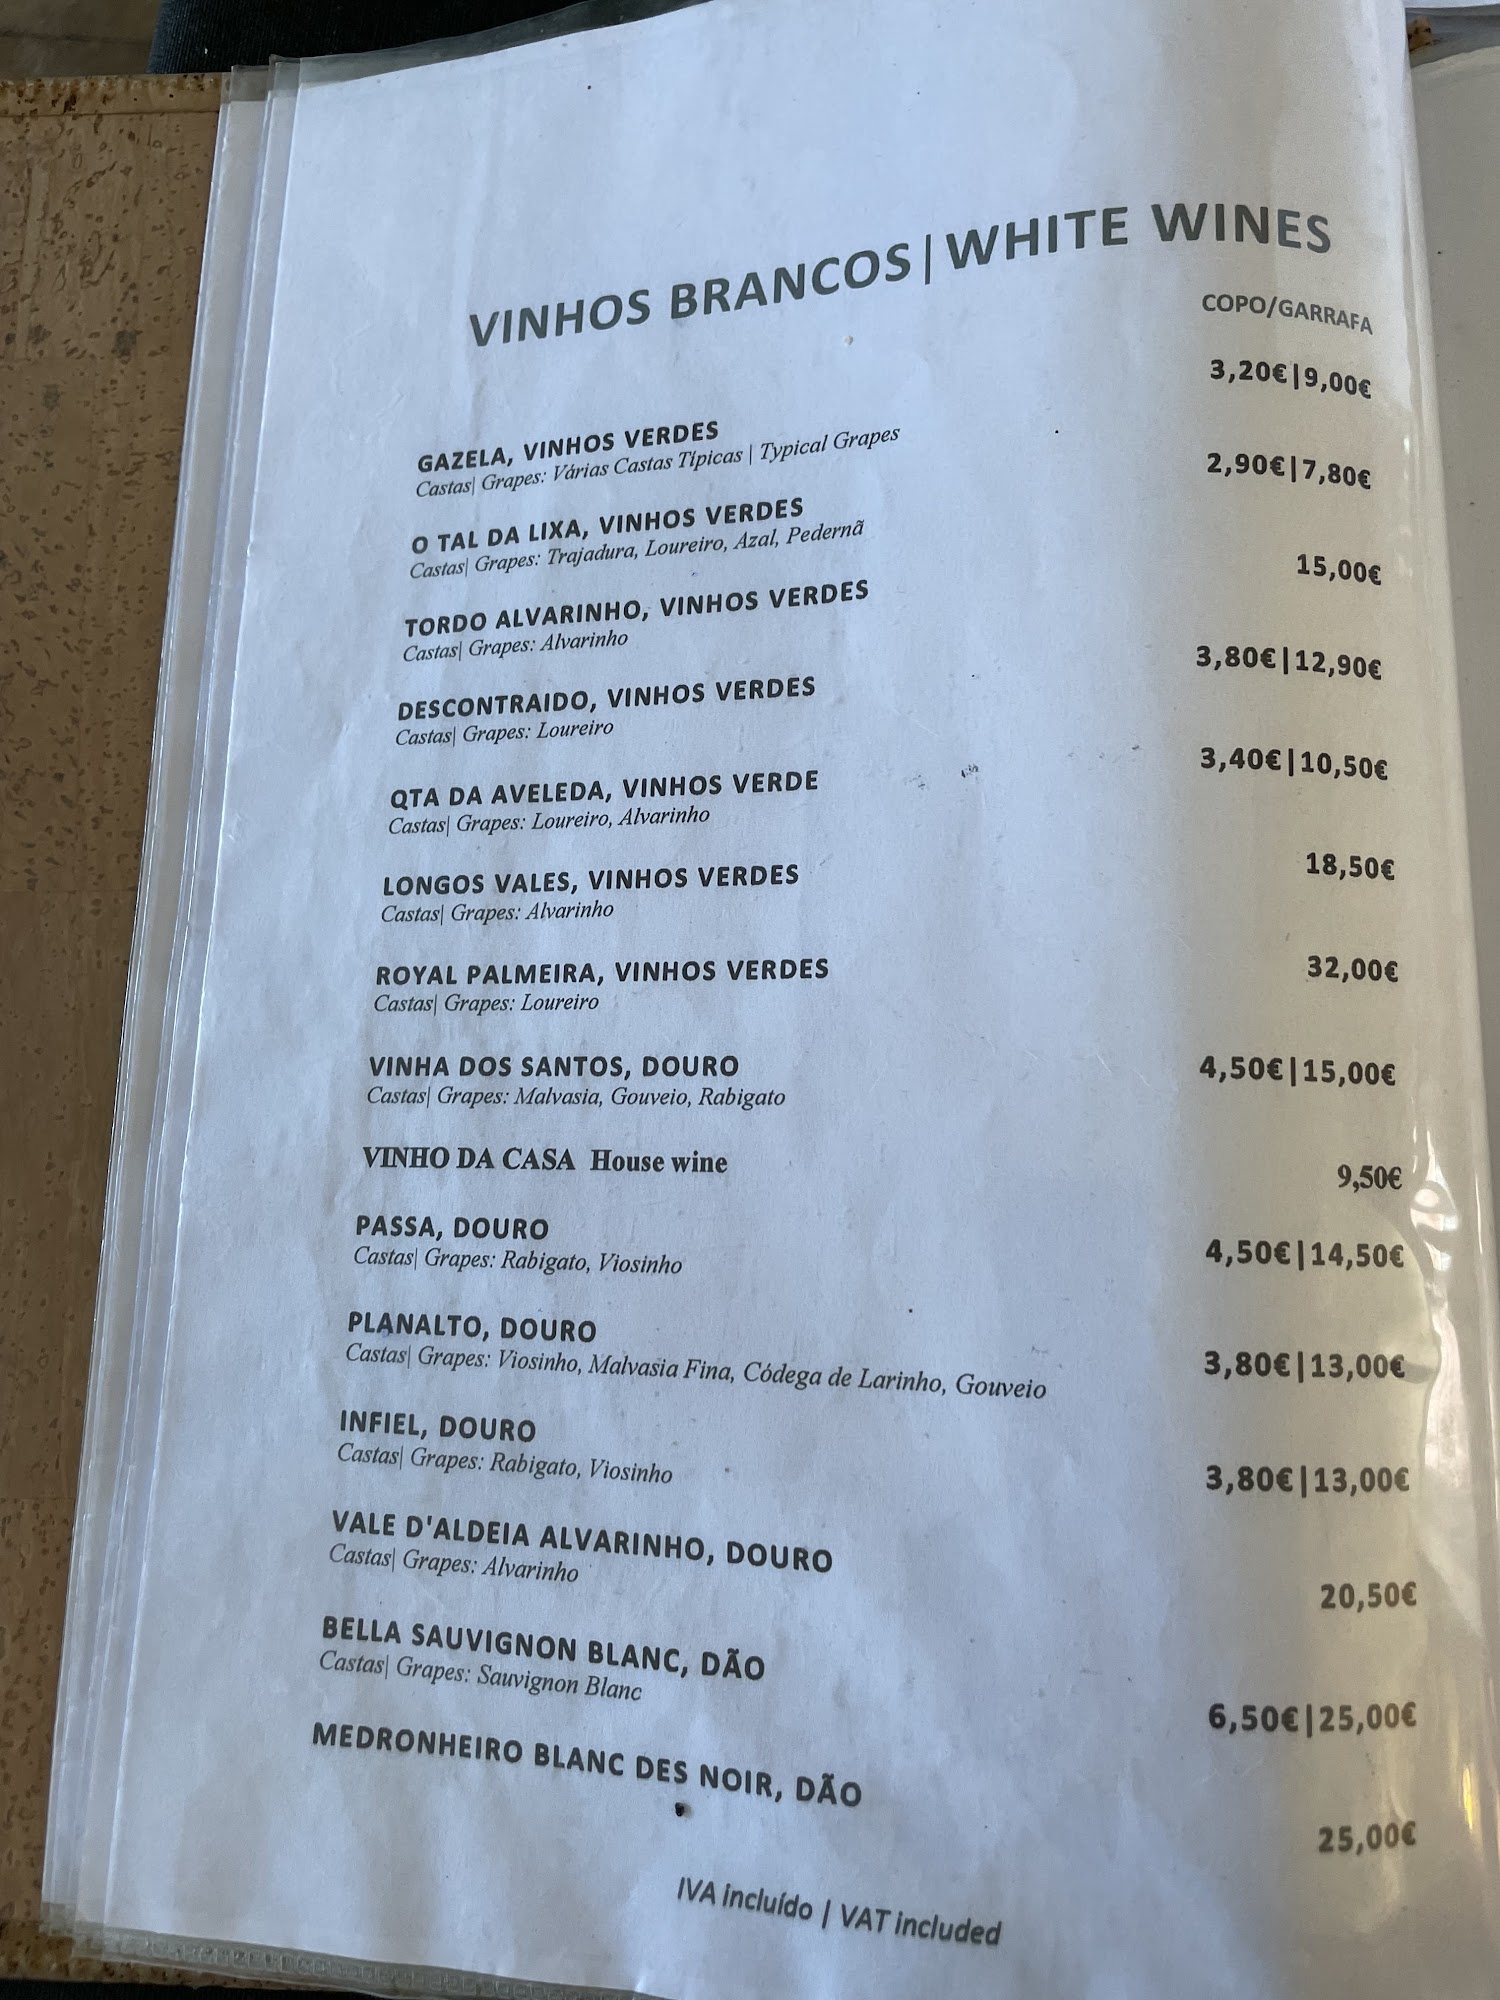 VINHOS BRANCOS|WHITE WINES
COPO/GARRAFA
GAZELA, VINHOS VERDES 3,20€|9,00€
Castas| Grapes: Várias Castas Típicas | Typical Grapes
O TAL DA LIXA, VINHOS VERDES 2,90€|7,80€
Castas| Grapes: Trajadura, Loureiro, Azal, Pedernã
TORDO ALVARINHO, VINHOS VERDES 15,00€
Castas| Grapes: Alvarinho
DESCONTRAIDO, VINHOS VERDES 3,80€|12,90€
Castas| Grapes: Loureiro
QTA DA AVELEDA, VINHOS VERDE 3,40€|10,50€
Castas| Grapes: Loureiro, Alvarinho
LONGOS VALES, VINHOS VERDES 18,50€
Castas| Grapes: Alvarinho
ROYAL PALMEIRA, VINHOS VERDES 32,00€
Castas| Grapes: Loureiro
VINHA DOS SANTOS, DOURO 4,50€|15,00€
Castas| Grapes: Malvasia, Gouveio, Rabigato
VINHO DA CASA House wine 9,50€
PASSA, DOURO 4,50€|14,50€
Castas| Grapes: Rabigato, Viosinho
PLANALTO, DOURO 3,80€|13,00€
Castas| Grapes: Viosinho, Malvasia Fina, Códega de Larinho, Gouveio
INFIEL, DOURO 3,80€|13,00€
Castas| Grapes: Rabigato, Viosinho
VALE D'ALDEIA ALVARINHO, DOURO 20,50€
Castas| Grapes: Alvarinho
BELLA SAUVIGNON BLANC, DÃO 6,50€|25,00€
Castas| Grapes: Sauvignon Blanc
MEDRONHEIRO BLANC DES NOIR, DÃO 25,00€
IVA incluído | VAT included